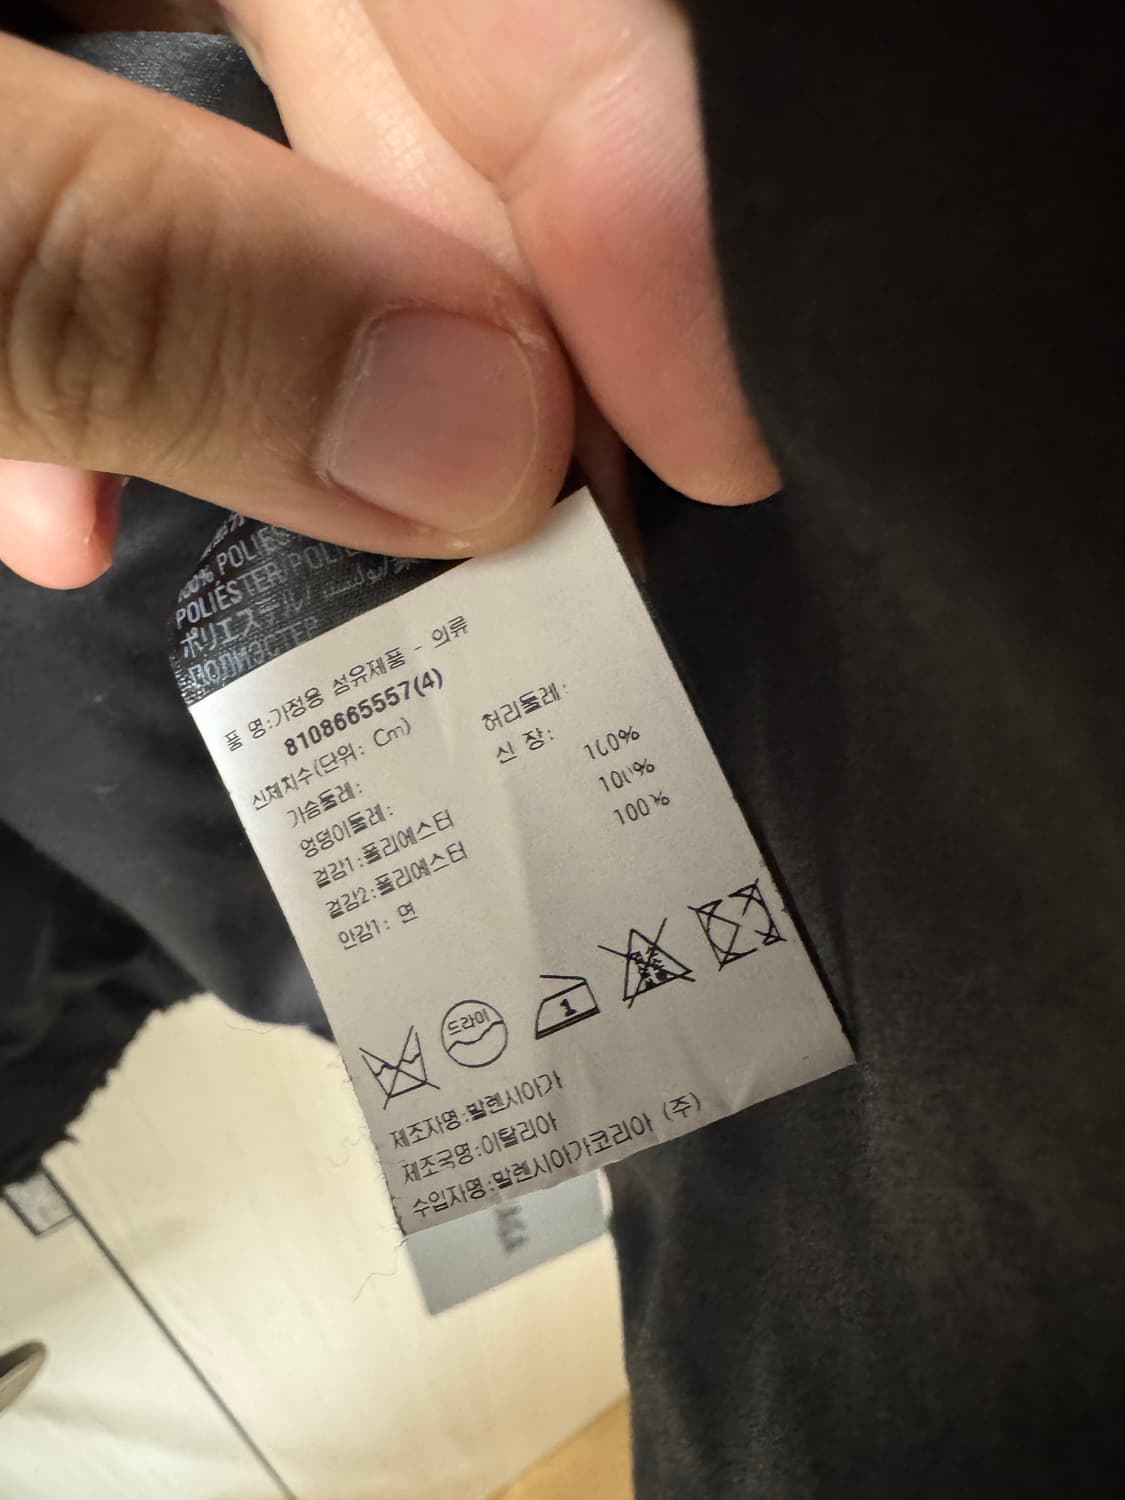 100% POLIES
POLIÉSTER/POLIE
ポリエステル
품 명:가정용 섬유제품 - 의류
8108665557(4)
신체치수(단위: Cm)
가슴둘레: 허리둘레:
엉덩이둘레: 신 장:
겉감1:폴리에스터 100%
겉감2:폴리에스터 100%
안감1: 면 100%
드라이
1
제조자명:발렌시아가
제조국명:이탈리아
수입자명:발렌시아가코리아 (주)